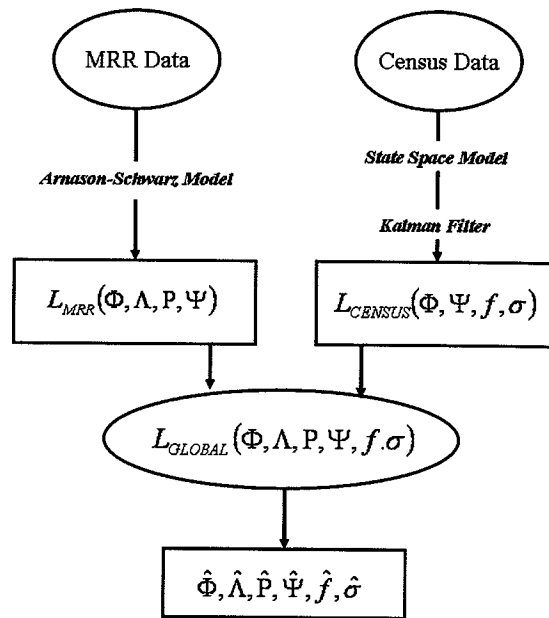 MRR Data
Census Data
Arnason-Schwarz Model
State Space Model
Kalman Filter
L_MRR(Φ, Λ, P, Ψ)
L_CENSUS(Φ, Ψ, f, σ)
L_GLOBAL(Φ, Λ, P, Ψ, f.σ)
Φ̂, Λ̂, P̂, Ψ̂, f̂, σ̂